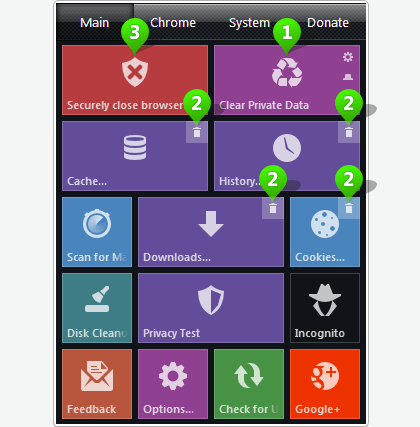 Main Chrome System Donate
3 1
Securely close browser Clear Private Data
2 2
Cache... History...
2 2
Scan for Ma Downloads... Cookies...
Disk Cleanu Privacy Test Incognito
Feedback Options... Check for U Google+